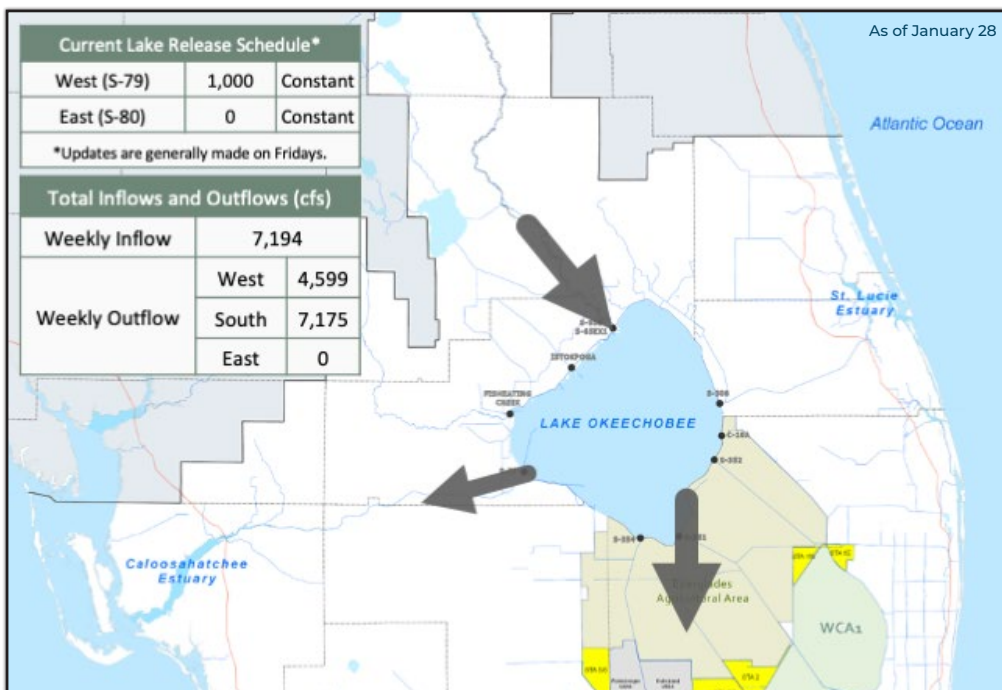 As of January 28
Current Lake Release Schedule*
West (S-79) 1,000 Constant
East (S-80) 0 Constant
*Updates are generally made on Fridays.
Total Inflows and Outflows (cfs)
Weekly Inflow 7,194
Weekly Outflow
West 4,599
South 7,175
East 0
Atlantic Ocean
St. Lucie
Estuary
S-65EX1
ISTOKPOGA
FISHEATING
CREEK
S-308
LAKE OKEECHOBEE
C-10A
S-352
S-354
Caloosahatchee
Estuary
Agricultural Area
WCA1